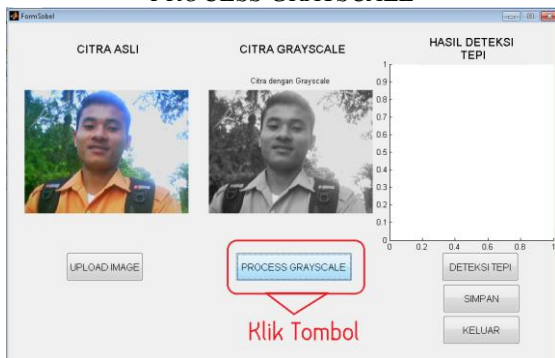 PROCESS GRAYSCALE
FormSobel
CITRA ASLI
CITRA GRAYSCALE
HASIL DETEKSI
TEPI
Citra dengan Grayscale
1
0.9
0.8
0.7
0.6
0.5
0.4
0.3
0.2
0.1
0
0 0.2 0.4 0.6 0.8 1
UPLOAD IMAGE
PROCESS GRAYSCALE
DETEKSI TEPI
SIMPAN
KELUAR
Klik Tombol